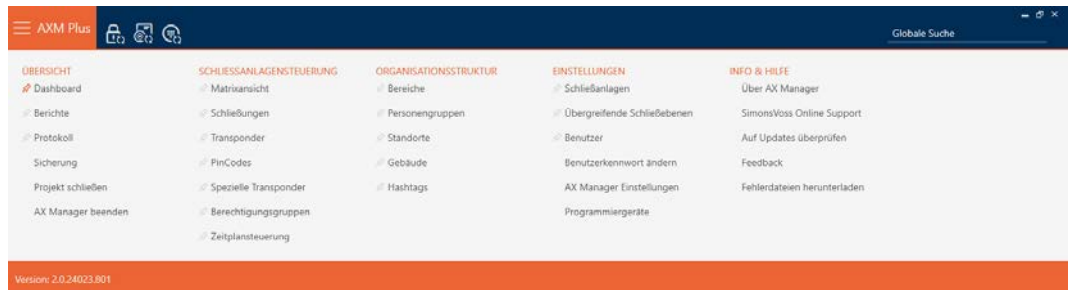 AXM Plus
Globale Suche
ÜBERSICHT
Dashboard
Berichte
Protokoll
Sicherung
Projekt schließen
AX Manager beenden
SCHLIESSANLAGENSTEUERUNG
Matrixansicht
Schließungen
Transponder
PinCodes
Spezielle Transponder
Berechtigungsgruppen
Zeitplansteuerung
ORGANISATIONSSTRUKTUR
Bereiche
Personengruppen
Standorte
Gebäude
Hashtags
EINSTELLUNGEN
Schließanlagen
Übergreifende Schließebenen
Benutzer
Benutzerkennwort ändern
AX Manager Einstellungen
Programmiergeräte
INFO & HILFE
Über AX Manager
SimonsVoss Online Support
Auf Updates überprüfen
Feedback
Fehlerdateien herunterladen
Version: 2.0.24023.801